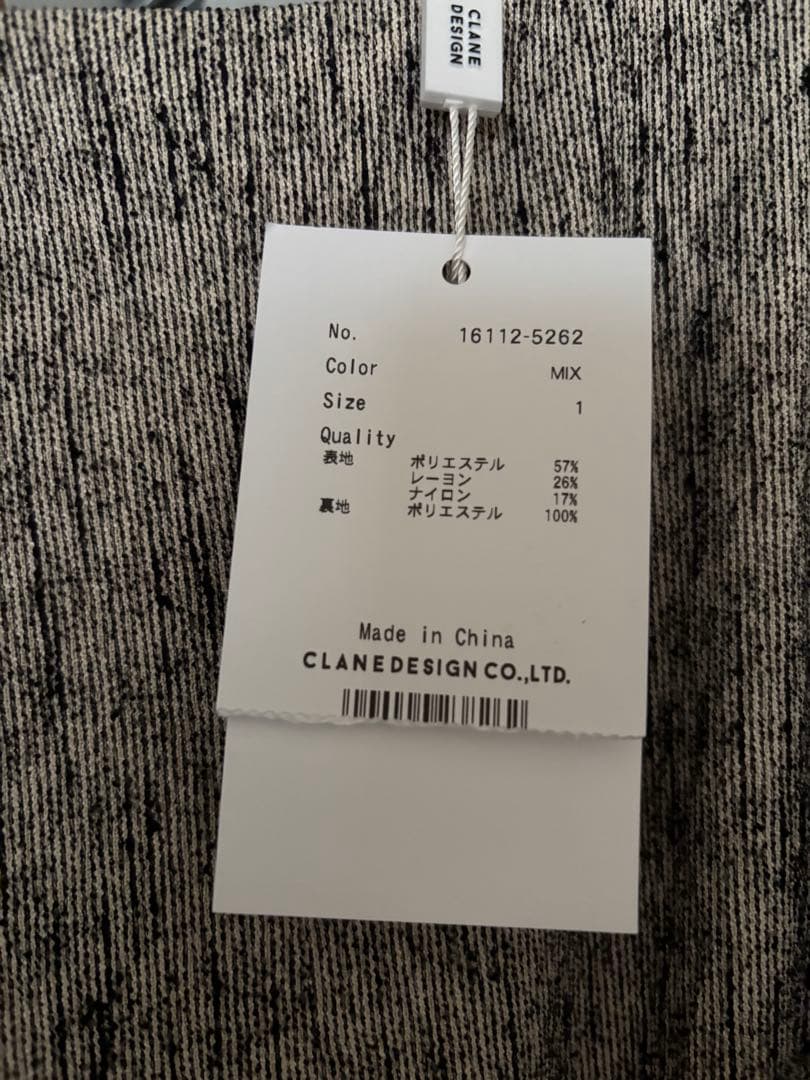 CLANE
DESIGN
No. 16112-5262
Color MIX
Size 1
Quality
表地 ポリエステル 57%
レーヨン 26%
ナイロン 17%
裏地 ポリエステル 100%
Made in China
CLANE DESIGN CO.,LTD.